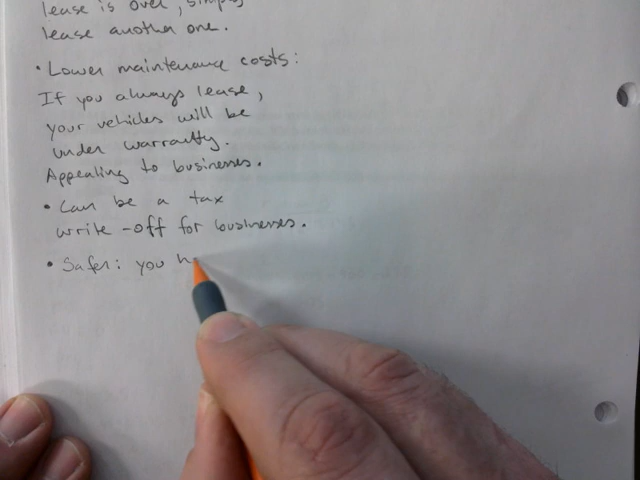 lease is over, simply
lease another one.
• Lower maintenance costs:
If you always lease,
your vehicles will be
under warranty.
Appealing to businesses.
• Can be a tax
write-off for businesses.
• Safer: you h